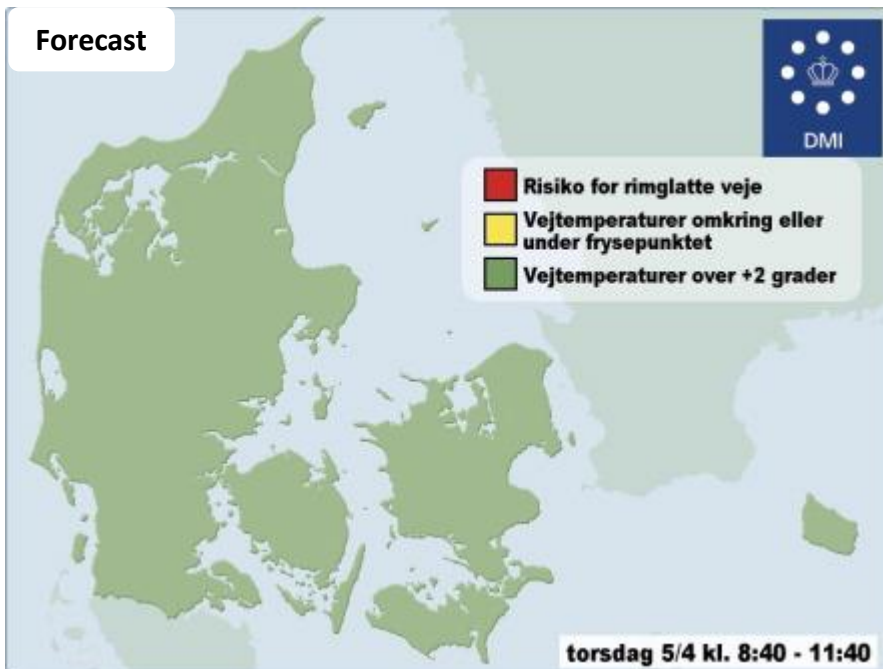 Forecast
DMI
Risiko for rimglatte veje
Vejtemperaturer omkring eller
under frysepunktet
Vejtemperaturer over +2 grader
torsdag 5/4 kl. 8:40 - 11:40